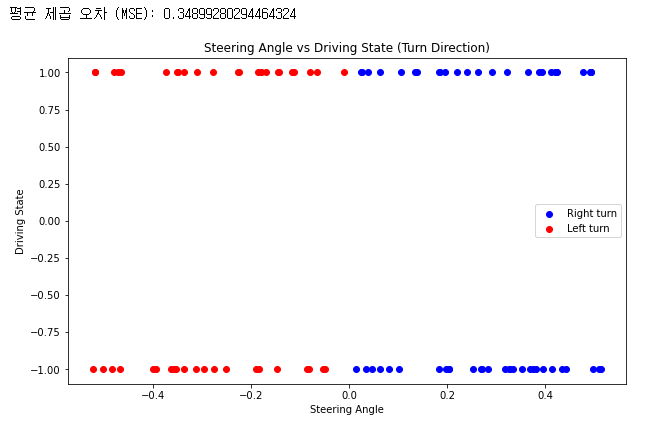 평균 제곱 오차 (MSE): 0.34899280294464324
Steering Angle vs Driving State (Turn Direction)
1.00
0.75
0.50
0.25
0.00
−0.25
−0.50
−0.75
−1.00
Driving State
Right turn
Left turn
−0.4 −0.2 0.0 0.2 0.4
Steering Angle